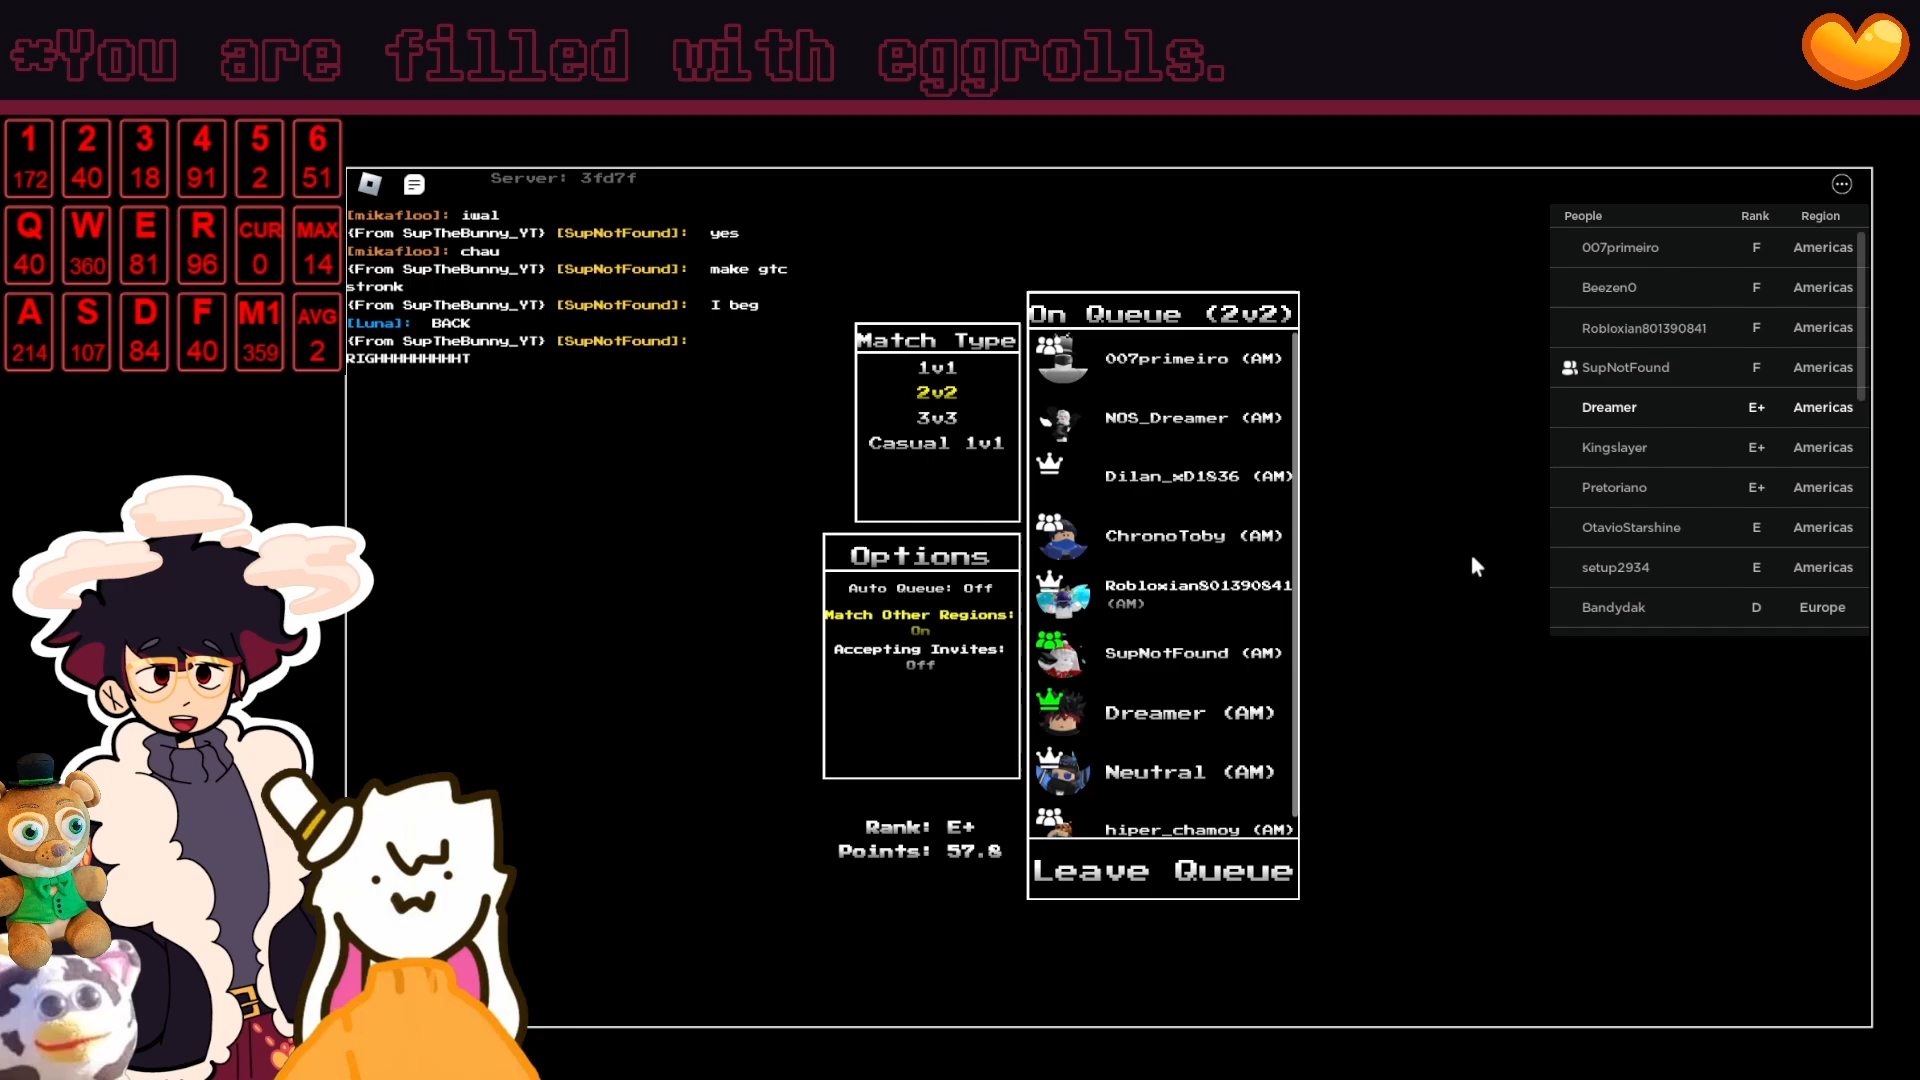 *You are filled with eggrolls.
1 2 3 4 5 6
172 40 18 91 2 51
Q W E R CUR MAX
40 360 81 96 0 14
A S D F M1 AVG
214 107 84 40 359 2
Server: 3fd7f
[mikafloo]: iwal
{From SupTheBunny_YT} [SupNotFound]: yes
[mikafloo]: chau
{From SupTheBunny_YT} [SupNotFound]: make gtc
stronk
{From SupTheBunny_YT} [SupNotFound]: I beg
[Luna]: BACK
{From SupTheBunny_YT} [SupNotFound]:
RIGHHHHHHHHHT
Match Type
1v1
2v2
3v3
Casual 1v1
Options
Auto Queue: Off
Match Other Regions:
On
Accepting Invites:
Off
Rank: E+
Points: 57.8
On Queue (2v2)
007primeiro (AM)
NOS_Dreamer (AM)
Dilan_xD1836 (AM)
ChronoToby (AM)
Robloxian801390841
(AM)
SupNotFound (AM)
Dreamer (AM)
Neutral (AM)
hiper_chamoy (AM)
Leave Queue
People Rank Region
007primeiro F Americas
Beezen0 F Americas
Robloxian801390841 F Americas
SupNotFound F Americas
Dreamer E+ Americas
Kingslayer E+ Americas
Pretoriano E+ Americas
OtavioStarshine E Americas
setup2934 E Americas
Bandydak D Europe